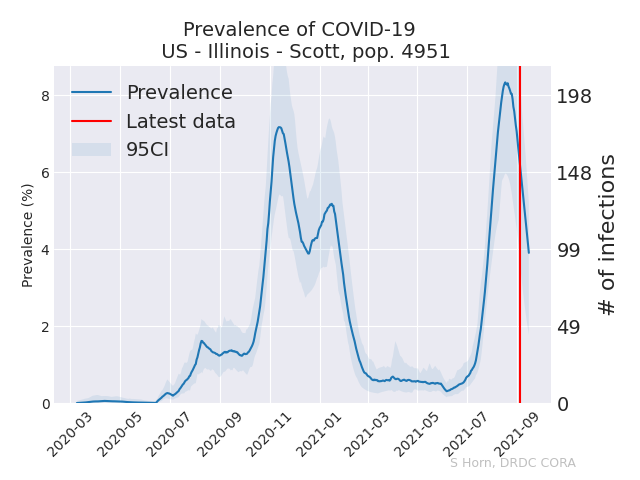 Prevalence of COVID-19
US - Illinois - Scott, pop. 4951
Prevalence
Latest data
95CI
Prevalence (%)
8
6
4
2
0
198
148
99
49
0
# of infections
2020-03
2020-05
2020-07
2020-09
2020-11
2021-01
2021-03
2021-05
2021-07
2021-09
S Horn, DRDC CORA